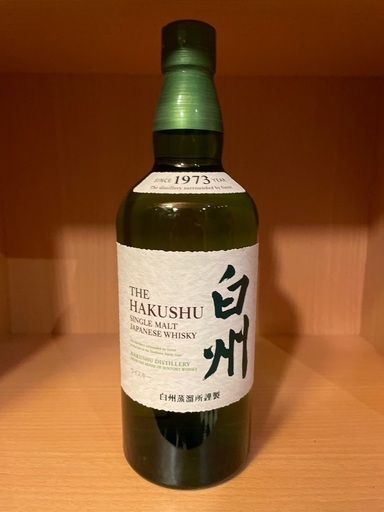 SINCE 1973 YEAR
THE
HAKUSHU
SINGLE MALT
JAPANESE WHISKY
白州
HAKUSHU DISTILLERY
ウイスキー
白州蒸溜所謹製